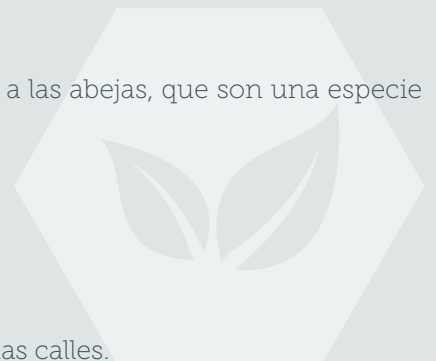 a las abejas, que son una especie
as calles.